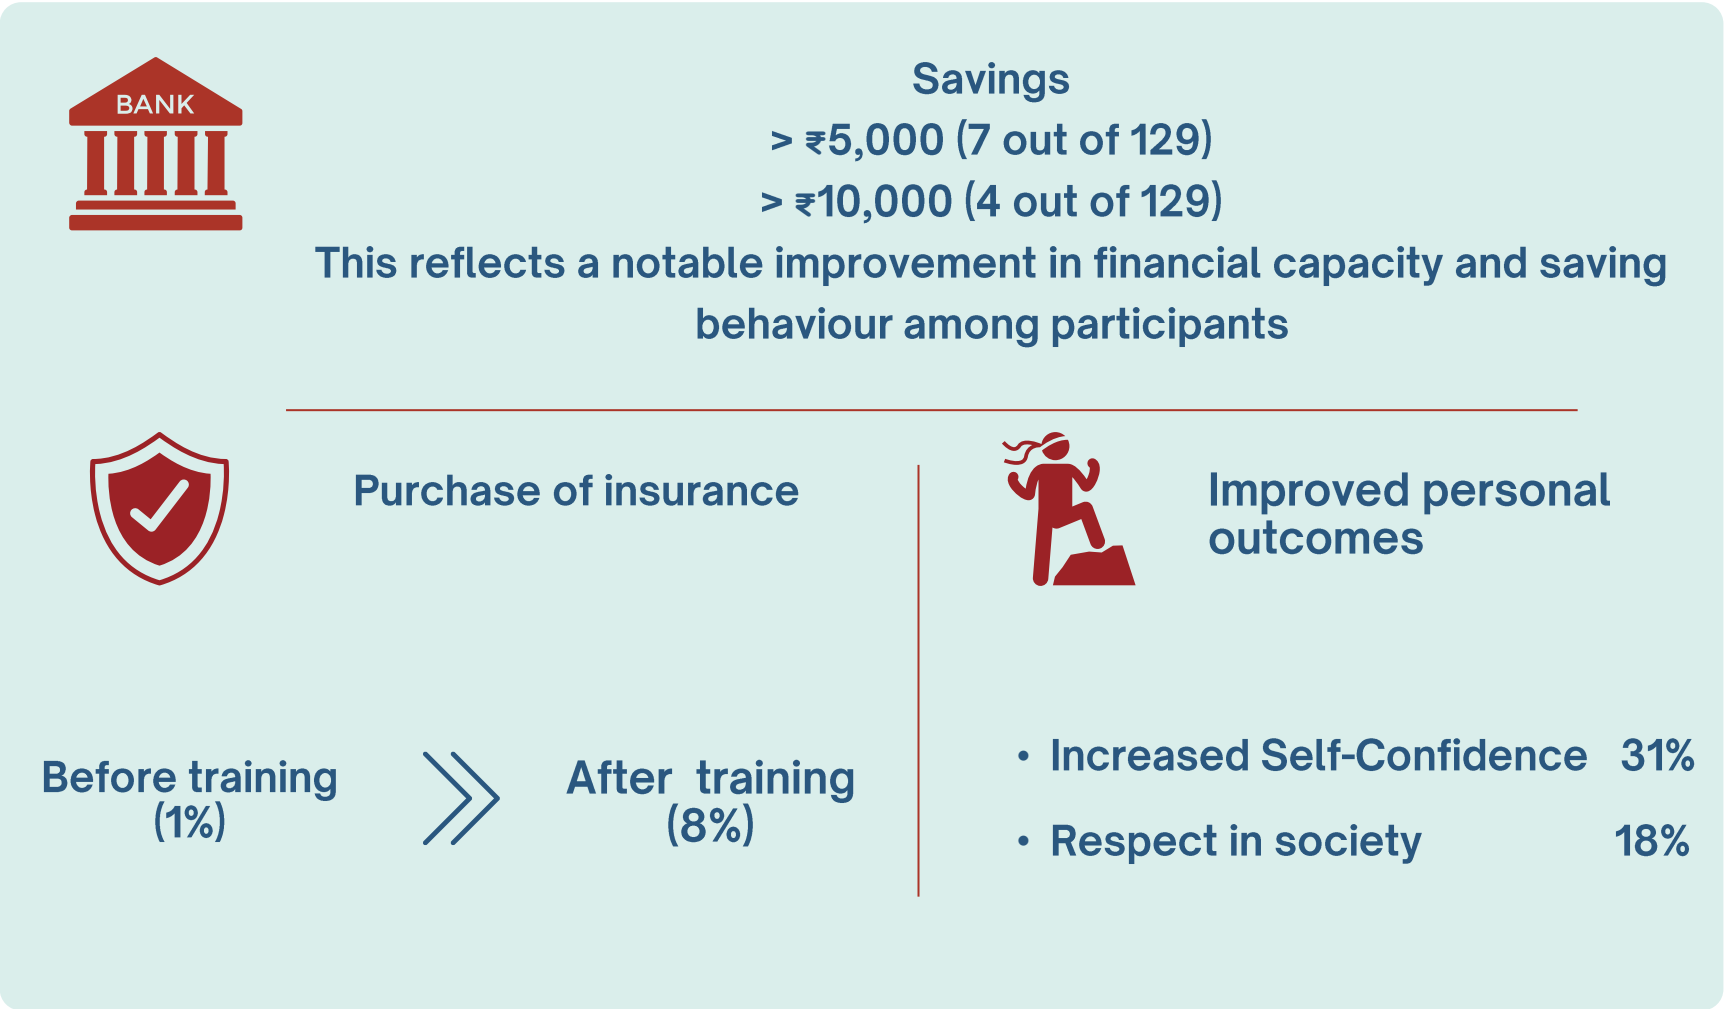 BANK
Savings
> ₹5,000 (7 out of 129)
> ₹10,000 (4 out of 129)
This reflects a notable improvement in financial capacity and saving
behaviour among participants
Purchase of insurance
Before training
(1%)
After  training
(8%)
Improved personal
outcomes
• Increased Self-Confidence 31%
• Respect in society 18%